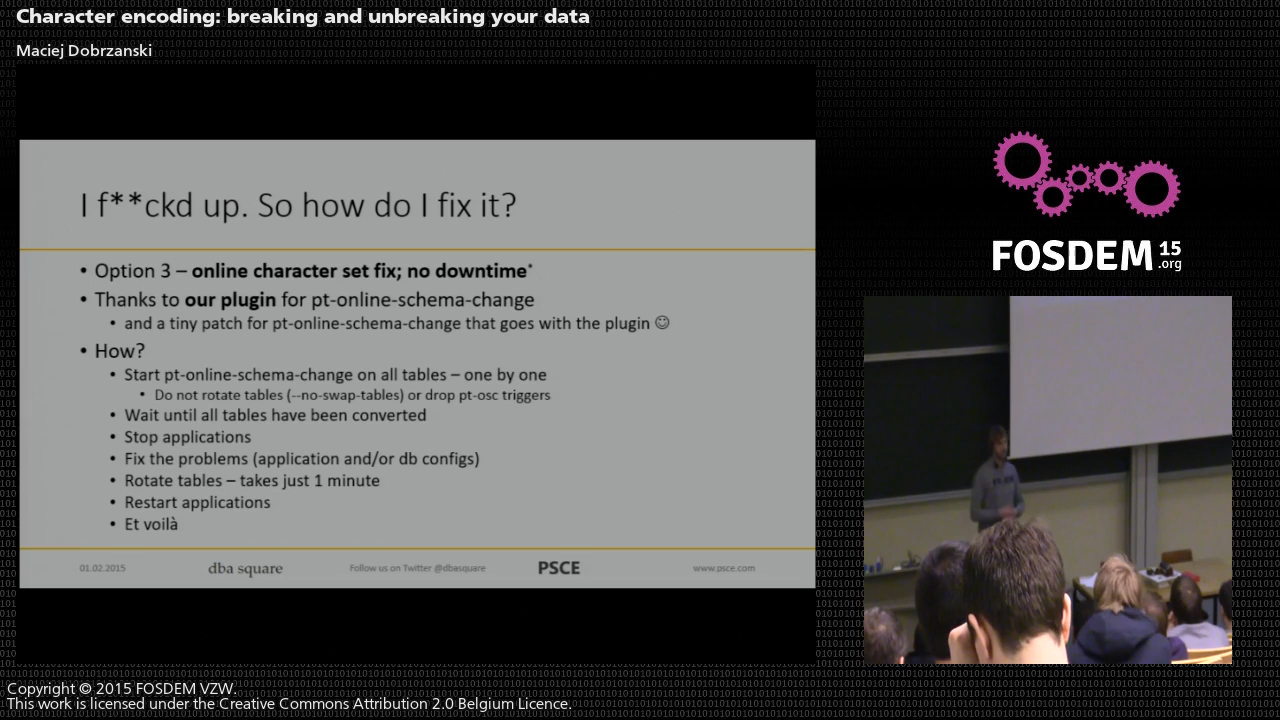 Character encoding: breaking and unbreaking your data
Maciej Dobrzanski
I f**ckd up. So how do I fix it?
• Option 3 – online character set fix; no downtime*
• Thanks to our plugin for pt-online-schema-change
• and a tiny patch for pt-online-schema-change that goes with the plugin ☺
• How?
• Start pt-online-schema-change on all tables – one by one
• Do not rotate tables (--no-swap-tables) or drop pt-osc triggers
• Wait until all tables have been converted
• Stop applications
• Fix the problems (application and/or db configs)
• Rotate tables – takes just 1 minute
• Restart applications
• Et voilà
01.02.2015
dba square
Follow us on Twitter @dbasquare
PSCE
www.psce.com
FOSDEM 15
.org
Copyright © 2015 FOSDEM VZW.
This work is licensed under the Creative Commons Attribution 2.0 Belgium Licence.